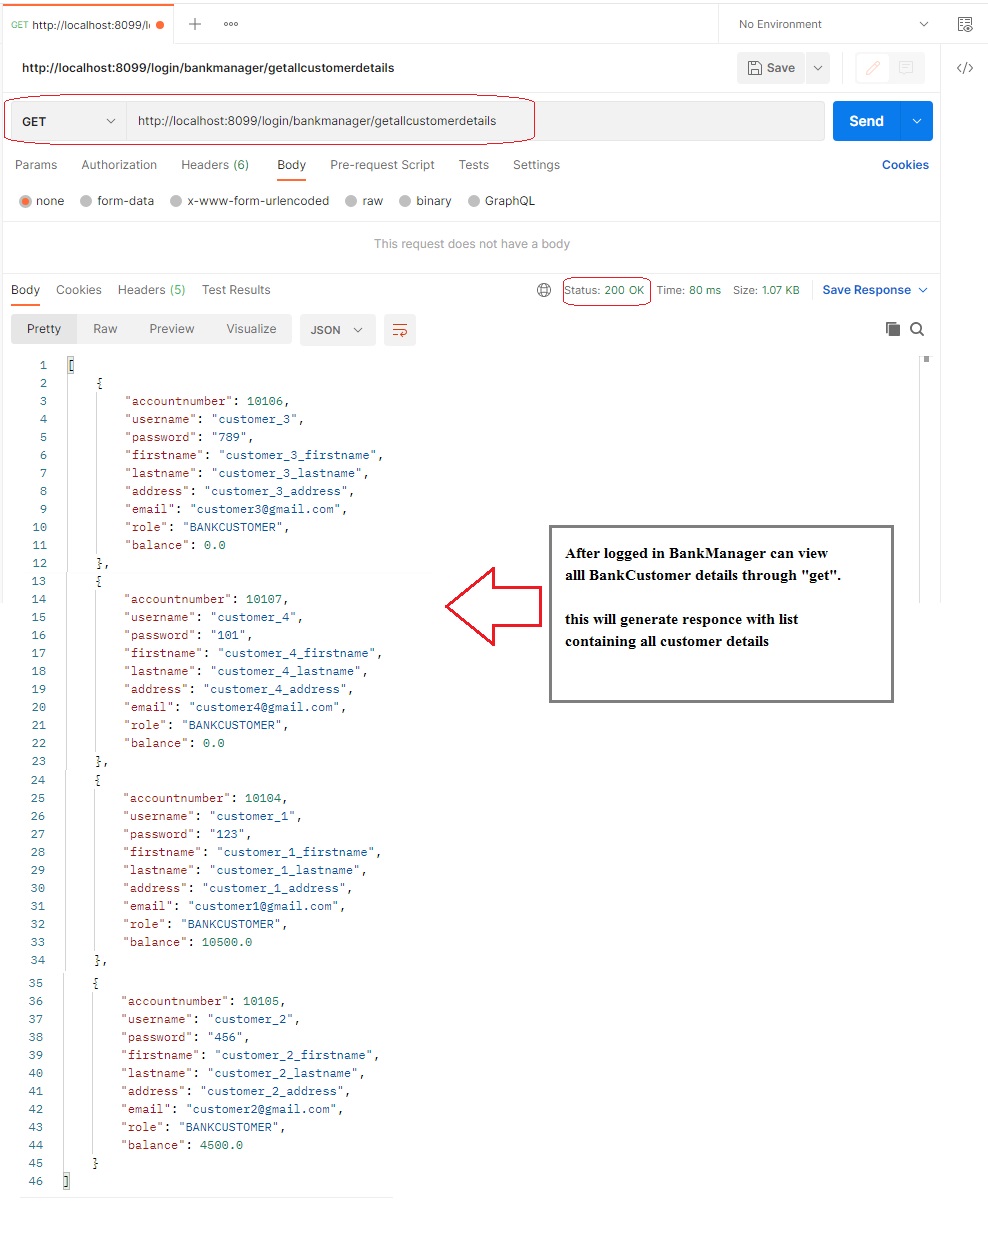 GET http://localhost:8099/l
No Environment
http://localhost:8099/login/bankmanager/getallcustomerdetails
Save
GET http://localhost:8099/login/bankmanager/getallcustomerdetails
Send
Params Authorization Headers (6) Body Pre-request Script Tests Settings Cookies
none form-data x-www-form-urlencoded raw binary GraphQL
This request does not have a body
Body Cookies Headers (5) Test Results Status: 200 OK Time: 80 ms Size: 1.07 KB Save Response
Pretty Raw Preview Visualize JSON
1 [
2 {
3 "accountnumber": 10106,
4 "username": "customer_3",
5 "password": "789",
6 "firstname": "customer_3_firstname",
7 "lastname": "customer_3_lastname",
8 "address": "customer_3_address",
9 "email": "customer3@gmail.com",
10 "role": "BANKCUSTOMER",
11 "balance": 0.0
12 },
13 {
14 "accountnumber": 10107,
15 "username": "customer_4",
16 "password": "101",
17 "firstname": "customer_4_firstname",
18 "lastname": "customer_4_lastname",
19 "address": "customer_4_address",
20 "email": "customer4@gmail.com",
21 "role": "BANKCUSTOMER",
22 "balance": 0.0
23 },
24 {
25 "accountnumber": 10104,
26 "username": "customer_1",
27 "password": "123",
28 "firstname": "customer_1_firstname",
29 "lastname": "customer_1_lastname",
30 "address": "customer_1_address",
31 "email": "customer1@gmail.com",
32 "role": "BANKCUSTOMER",
33 "balance": 10500.0
34 },
35 {
36 "accountnumber": 10105,
37 "username": "customer_2",
38 "password": "456",
39 "firstname": "customer_2_firstname",
40 "lastname": "customer_2_lastname",
41 "address": "customer_2_address",
42 "email": "customer2@gmail.com",
43 "role": "BANKCUSTOMER",
44 "balance": 4500.0
45 }
46 ]
After logged in BankManager can view
alll BankCustomer details through "get".
this will generate responce with list
containing all customer details